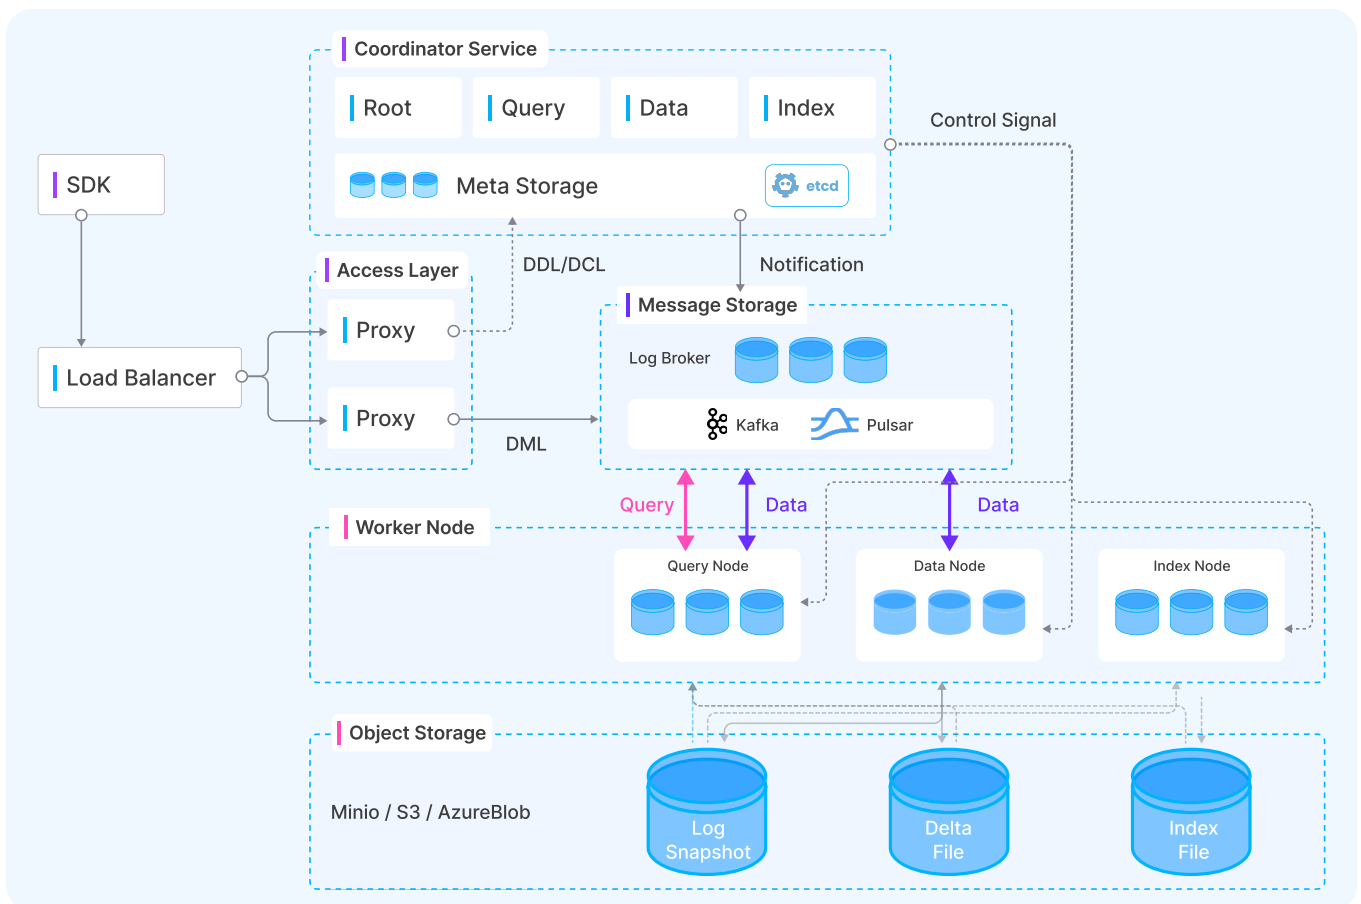 Coordinator Service
Root
Query
Data
Index
Control Signal
SDK
Meta Storage
etcd
Access Layer
DDL/DCL
Notification
Message Storage
Proxy
Log Broker
Load Balancer
Proxy
DML
Kafka
Pulsar
Query
Data
Data
Worker Node
Query Node
Data Node
Index Node
Object Storage
Minio / S3 / AzureBlob
Log
Snapshot
Delta
File
Index
File